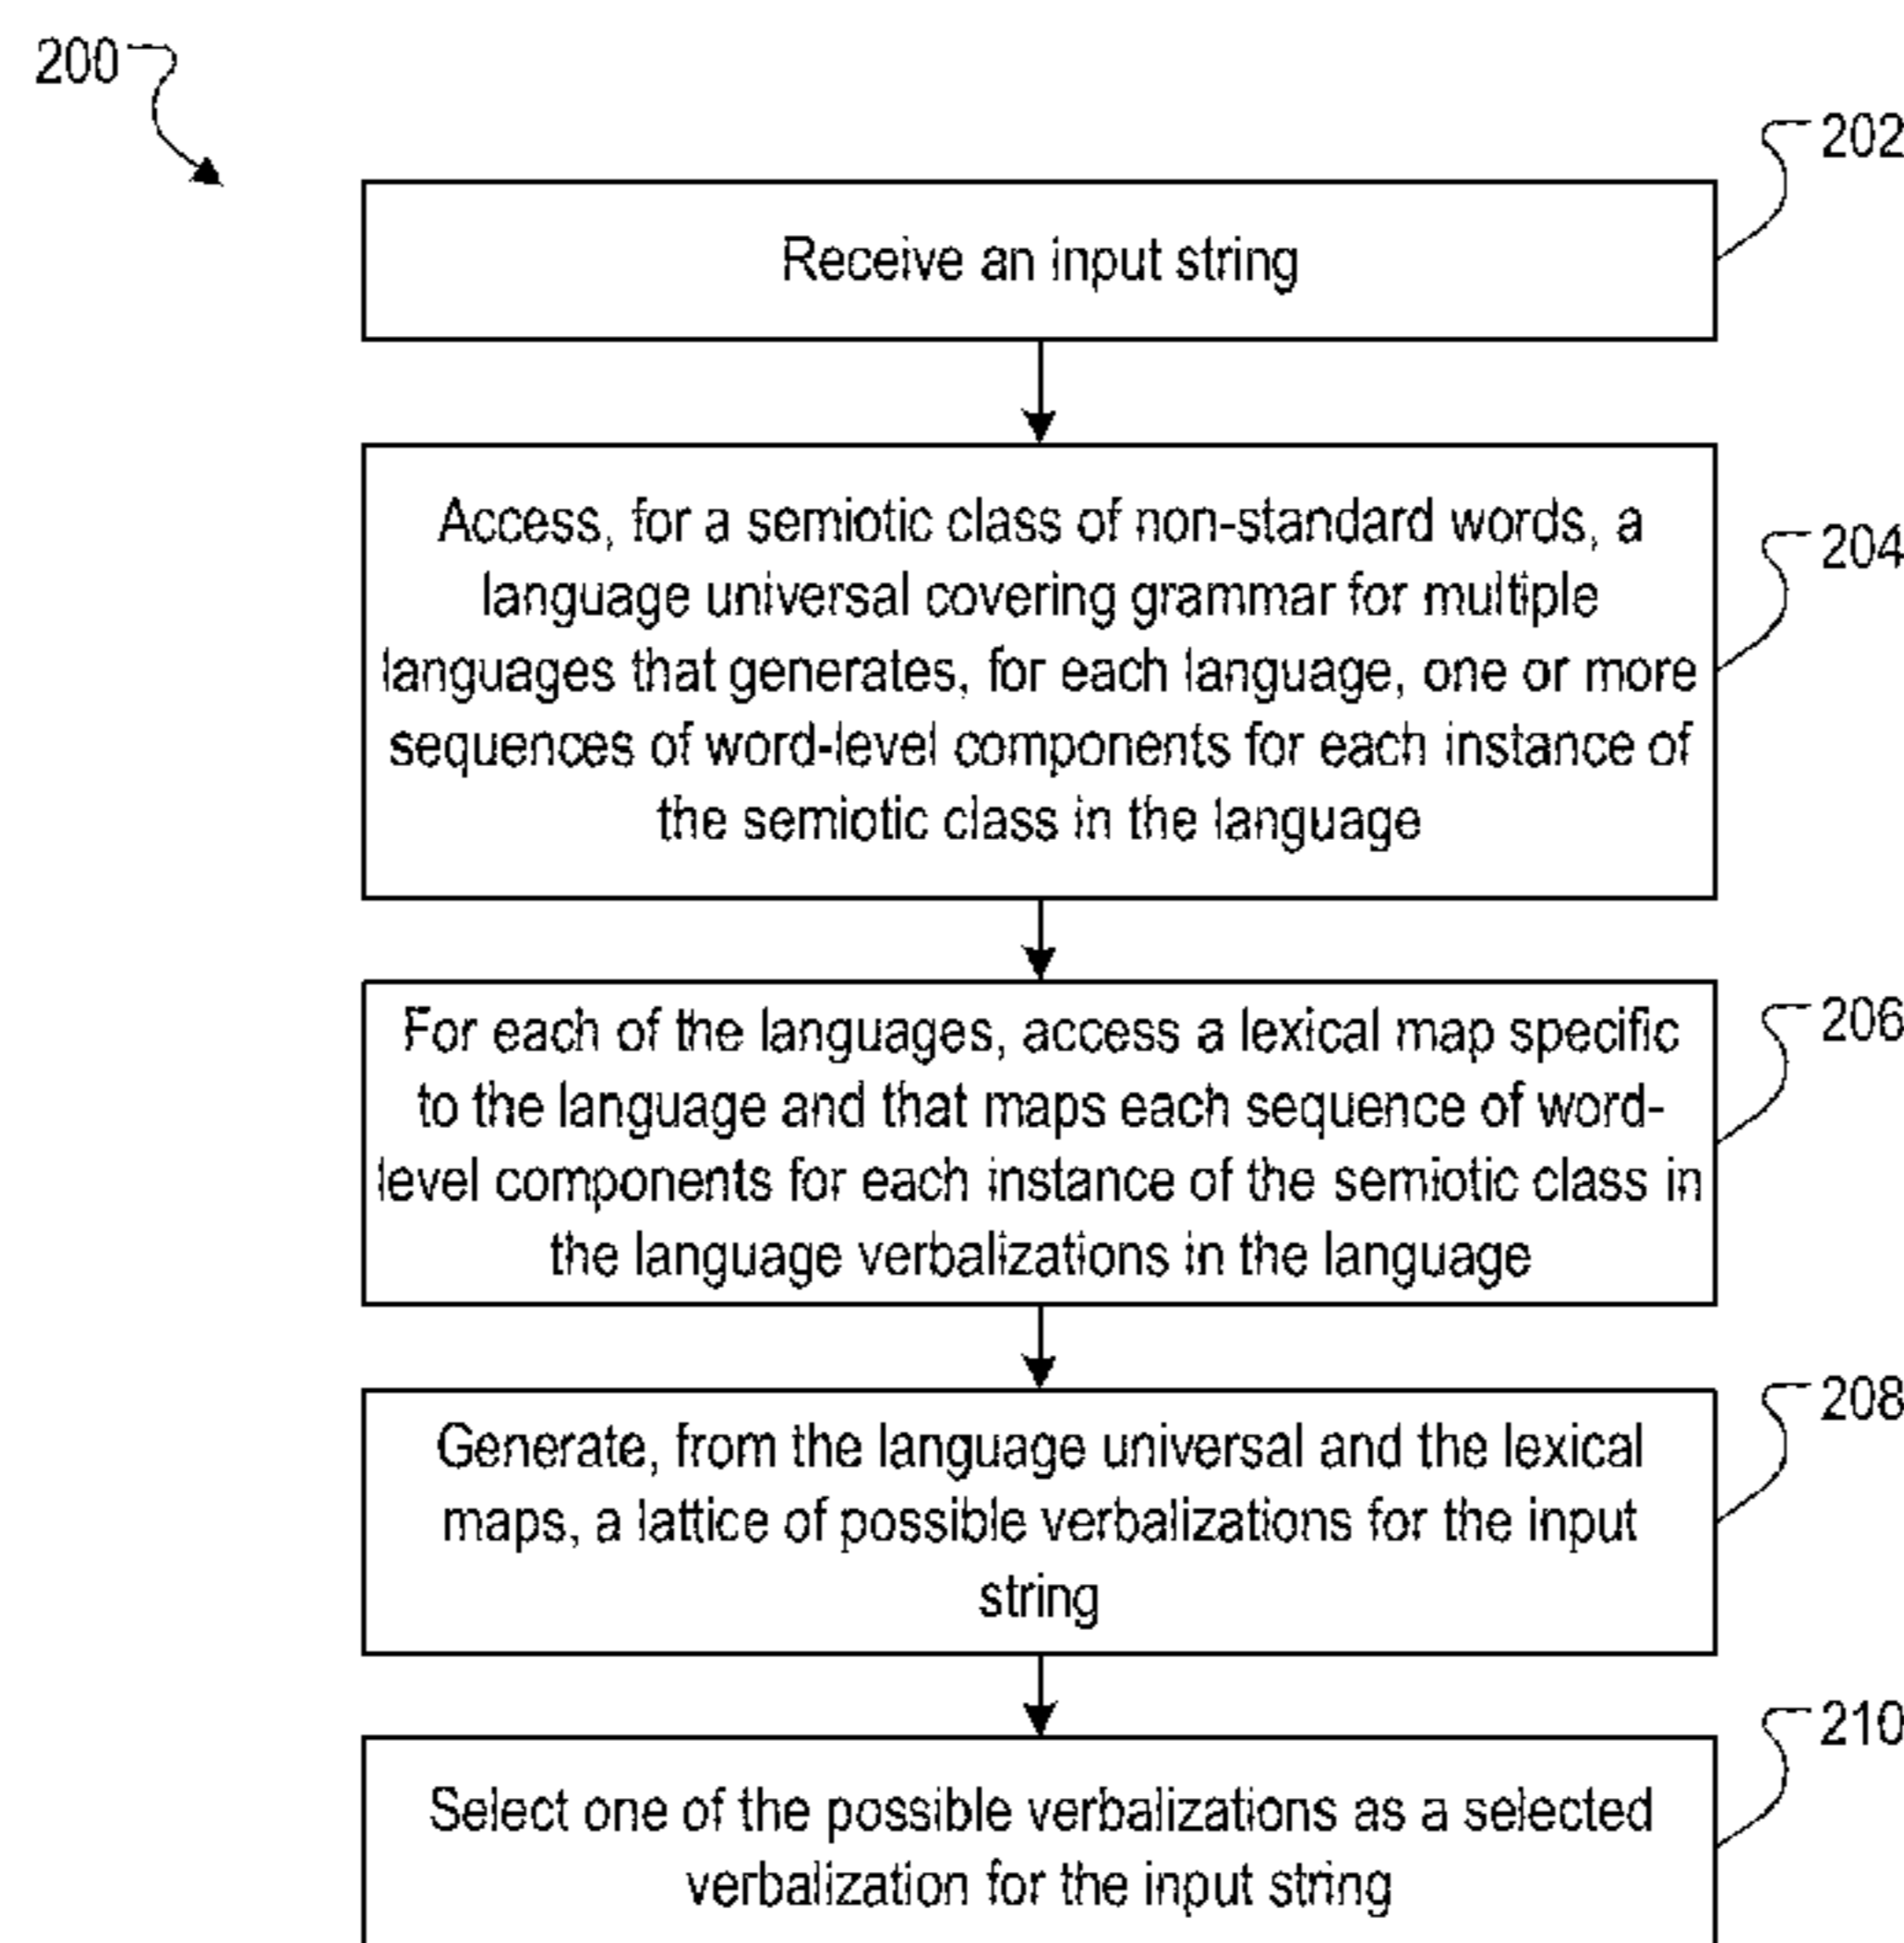 200
202
Receive an input string
Access, for a semiotic class of non-standard words, a
204
language universal covering grammar for multiple
languages that generates, for each language, one or more
sequences of word-level components for each instance of
the semiotic class in the language
206
For each of the languages, access a lexical map specific
to the language and that maps each sequence of word-
level components for each instance of the semiotic class in
the language verbalizations in the language
208
Generate, from the language universal and the lexical
maps, a lattice of possible verbalizations for the input
string
210
Select one of the possible verbalizations as a selected
verbalization for the input string